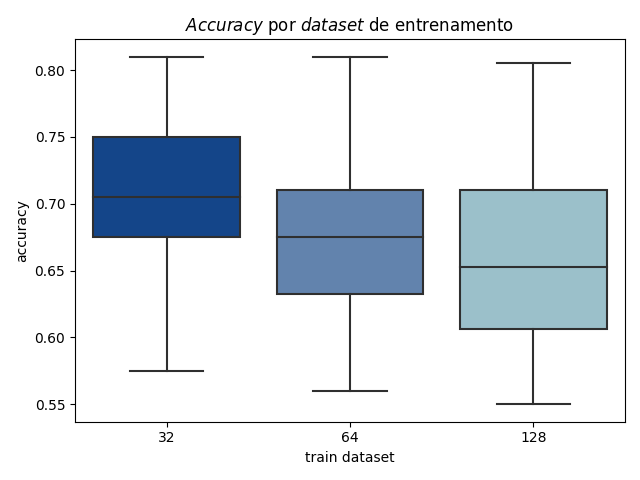 Accuracy por dataset de entrenamento
accuracy
0.80
0.75
0.70
0.65
0.60
0.55
32 64 128
train dataset